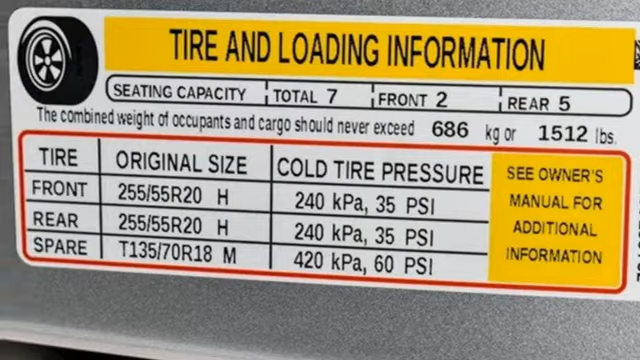 TIRE AND LOADING INFORMATION
SEATING CAPACITY TOTAL 7 FRONT 2 REAR 5
The combined weight of occupants and cargo should never exceed 686 kg or 1512 lbs.
TIRE ORIGINAL SIZE COLD TIRE PRESSURE
FRONT 255/55R20 H 240 kPa, 35 PSI
REAR 255/55R20 H 240 kPa, 35 PSI
SPARE T135/70R18 M 420 kPa, 60 PSI
SEE OWNER'S
MANUAL FOR
ADDITIONAL
INFORMATION